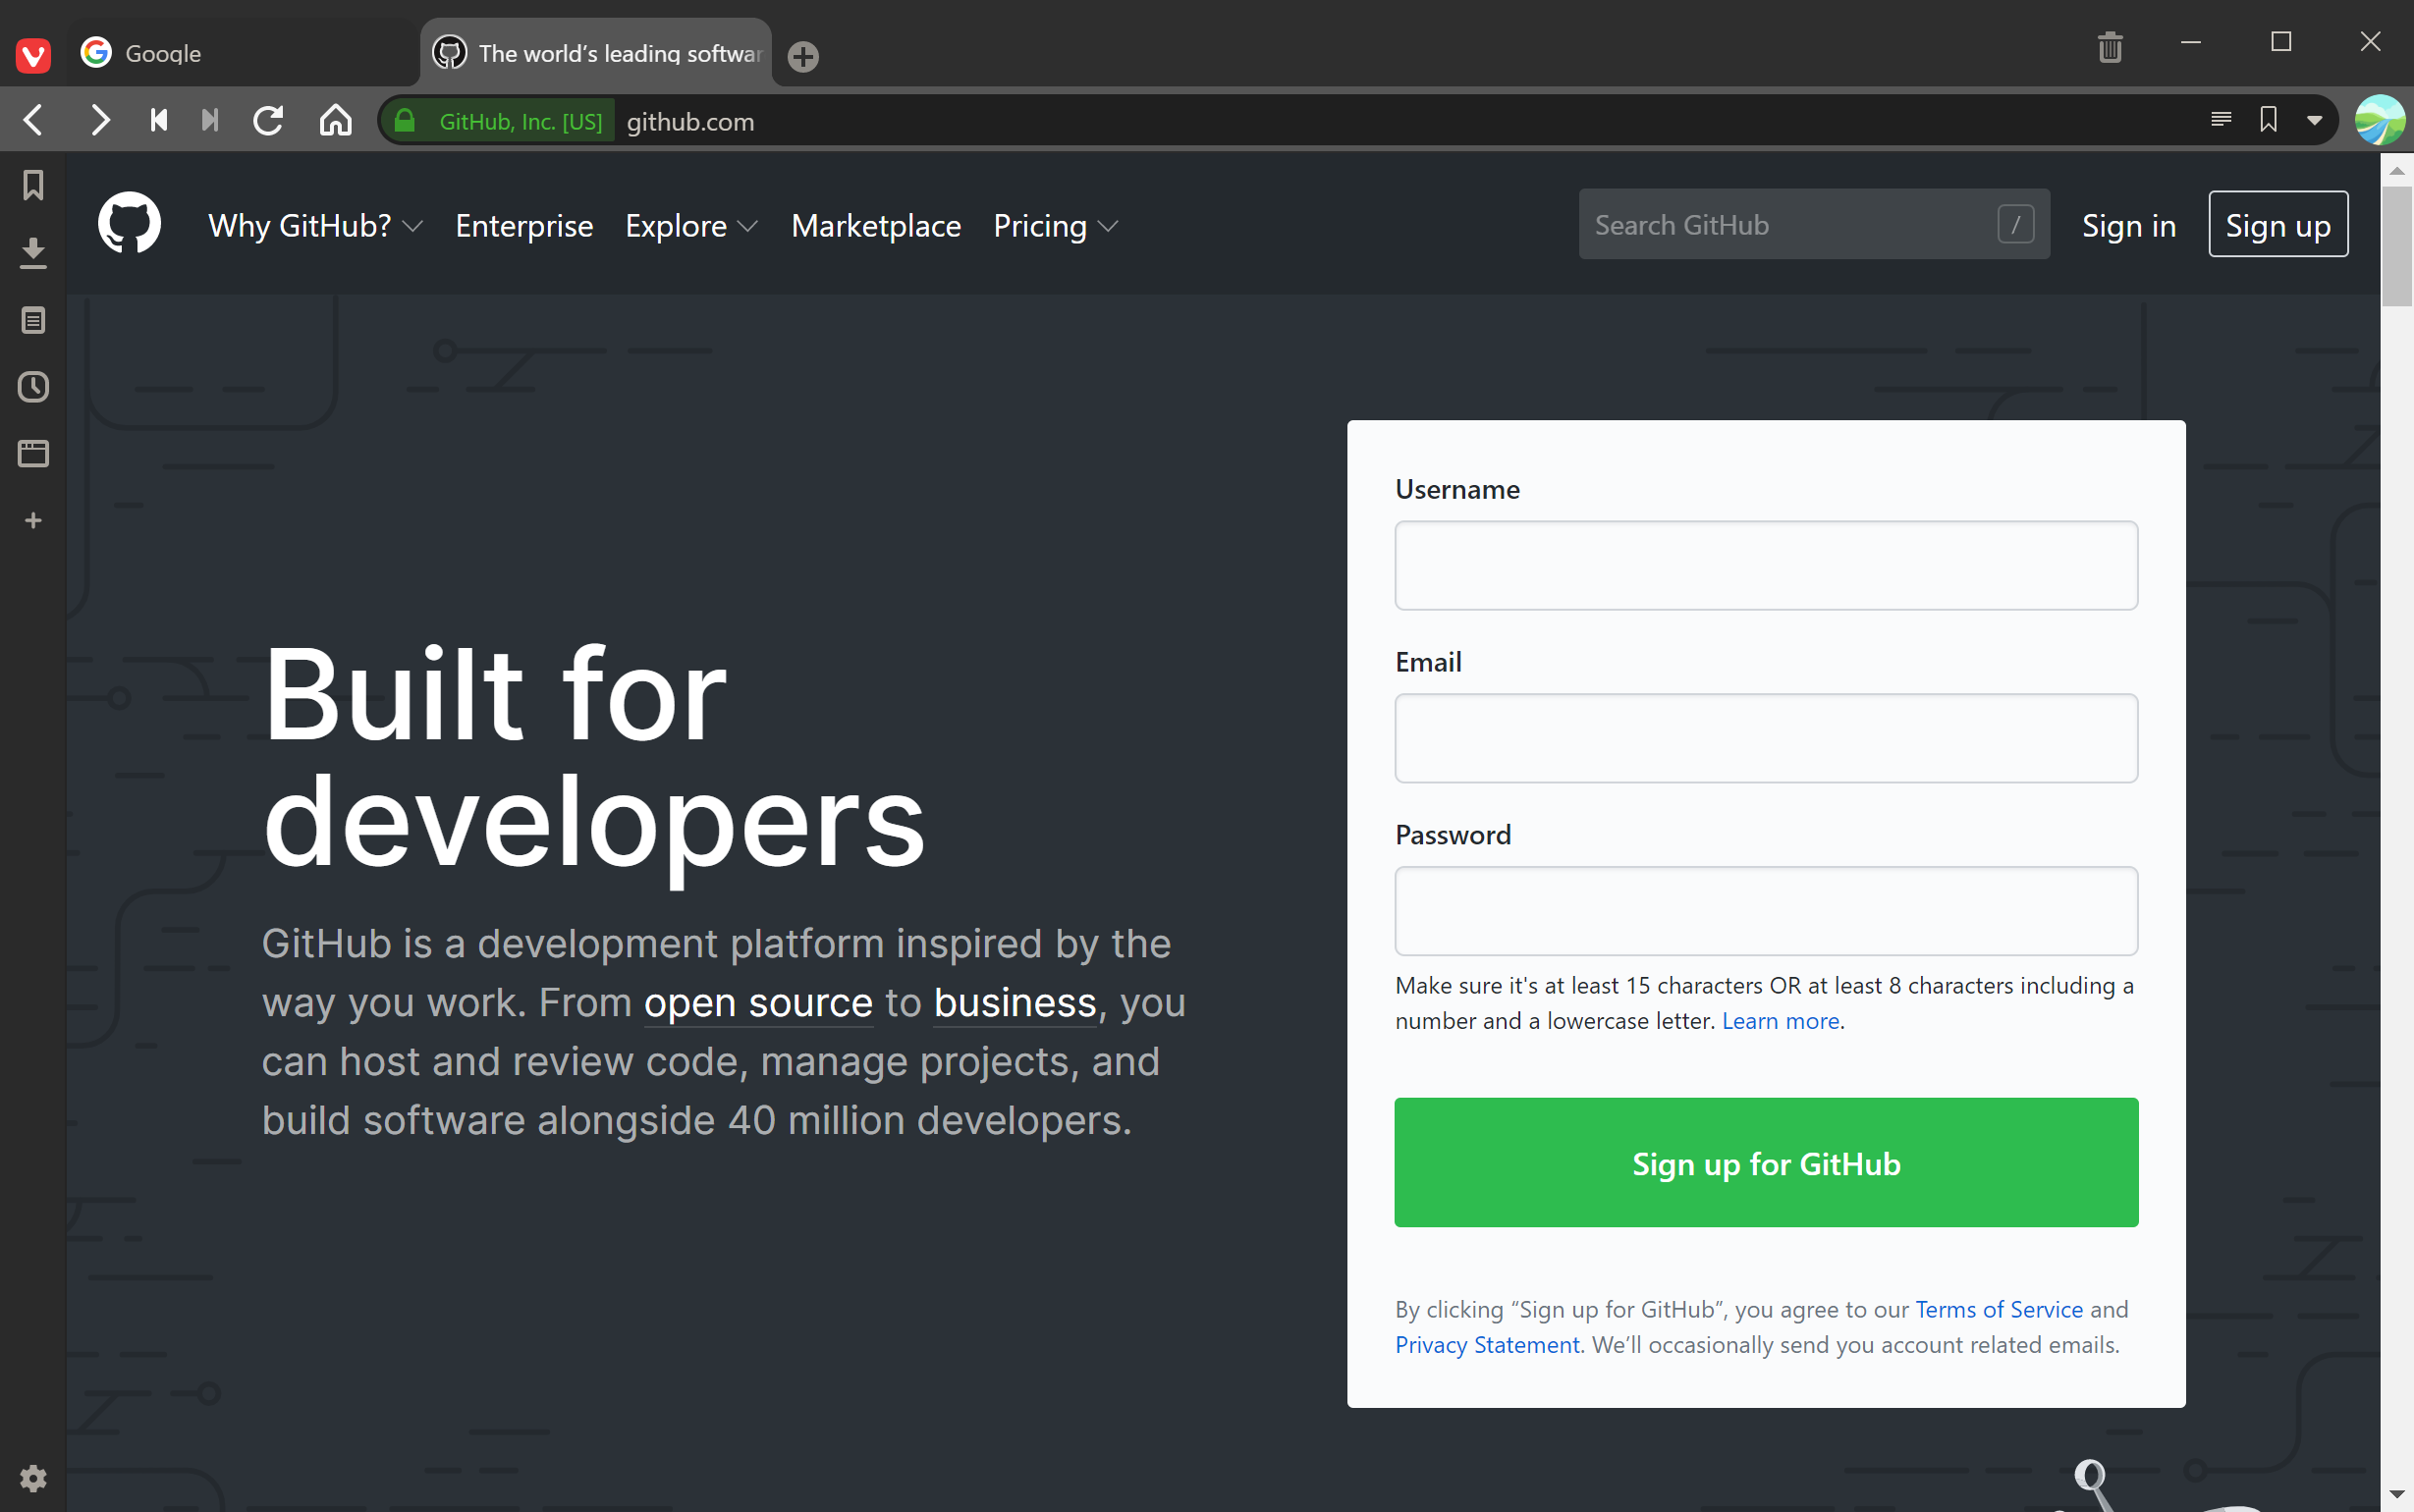 Google
The world’s leading softwar
GitHub, Inc. [US] github.com
Why GitHub? Enterprise Explore Marketplace Pricing Search GitHub / Sign in Sign up
Built for
developers
GitHub is a development platform inspired by the
way you work. From open source to business, you
can host and review code, manage projects, and
build software alongside 40 million developers.
Username
Email
Password
Make sure it's at least 15 characters OR at least 8 characters including a
number and a lowercase letter. Learn more.
Sign up for GitHub
By clicking “Sign up for GitHub”, you agree to our Terms of Service and
Privacy Statement. We’ll occasionally send you account related emails.